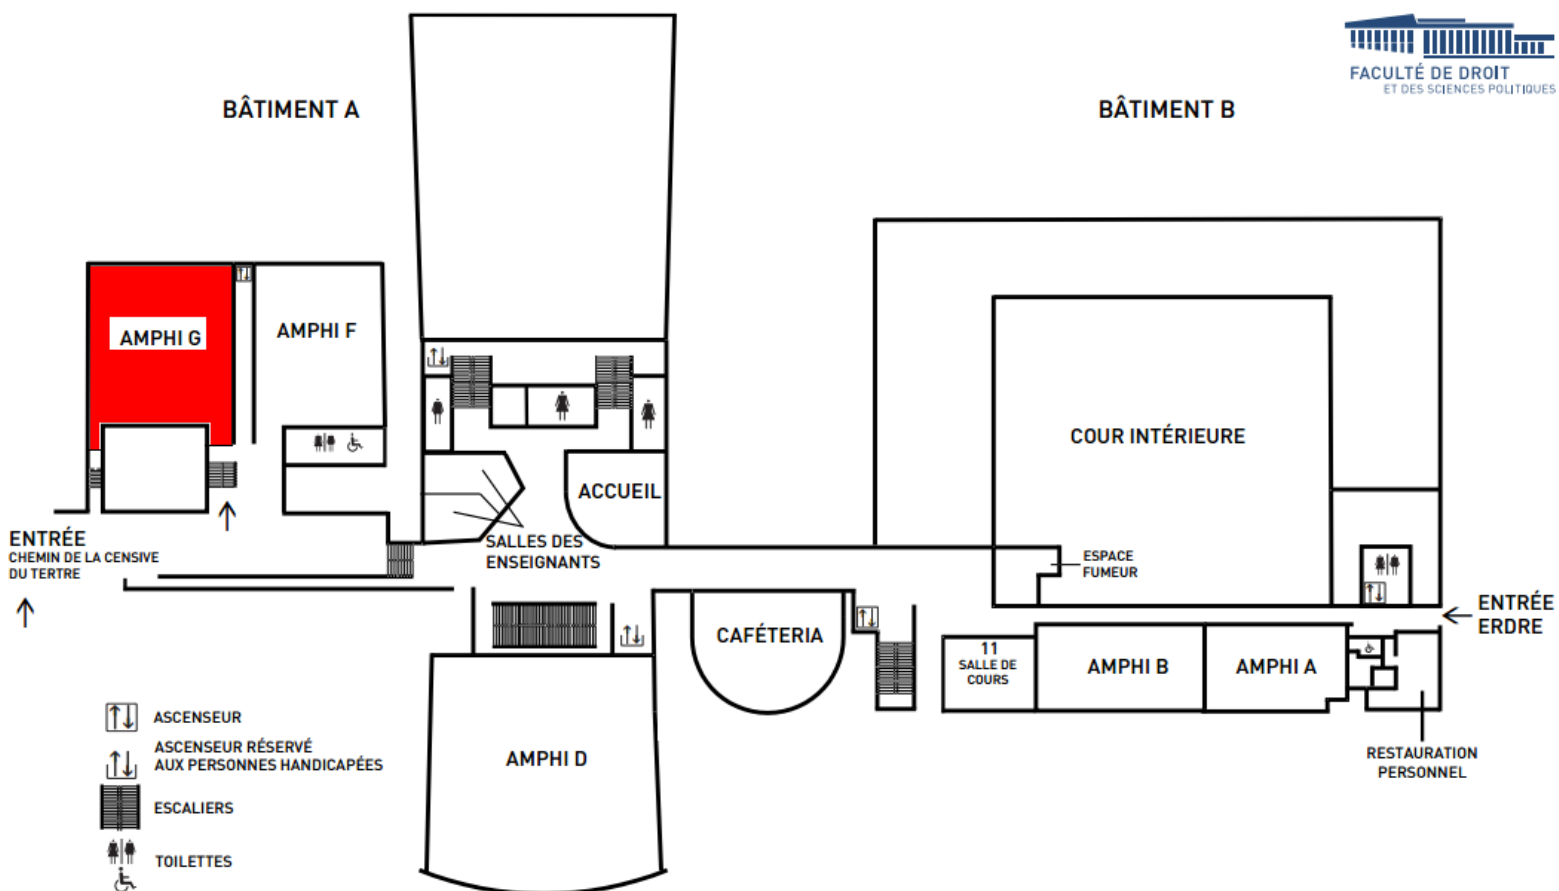 FACULTÉ DE DROIT
ET DES SCIENCES POLITIQUES
BÂTIMENT A
BÂTIMENT B
AMPHI G
AMPHI F
COUR INTÉRIEURE
ACCUEIL
SALLES DES
ENSEIGNANTS
ENTRÉE
CHEMIN DE LA CENSIVE
DU TERTRE
ESPACE
FUMEUR
ENTRÉE
ERDRE
CAFÉTERIA
11
SALLE DE
COURS
AMPHI B
AMPHI A
AMPHI D
RESTAURATION
PERSONNEL
ASCENSEUR
ASCENSEUR RÉSERVÉ
AUX PERSONNES HANDICAPÉES
ESCALIERS
TOILETTES